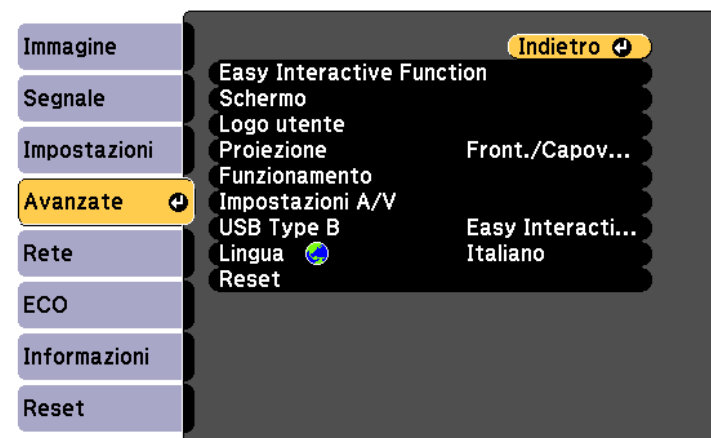 Immagine
Segnale
Impostazioni
Avanzate
Rete
ECO
Informazioni
Reset
Indietro
Easy Interactive Function
Schermo
Logo utente
Proiezione Front./Capov...
Funzionamento
Impostazioni A/V
USB Type B Easy Interacti...
Lingua Italiano
Reset